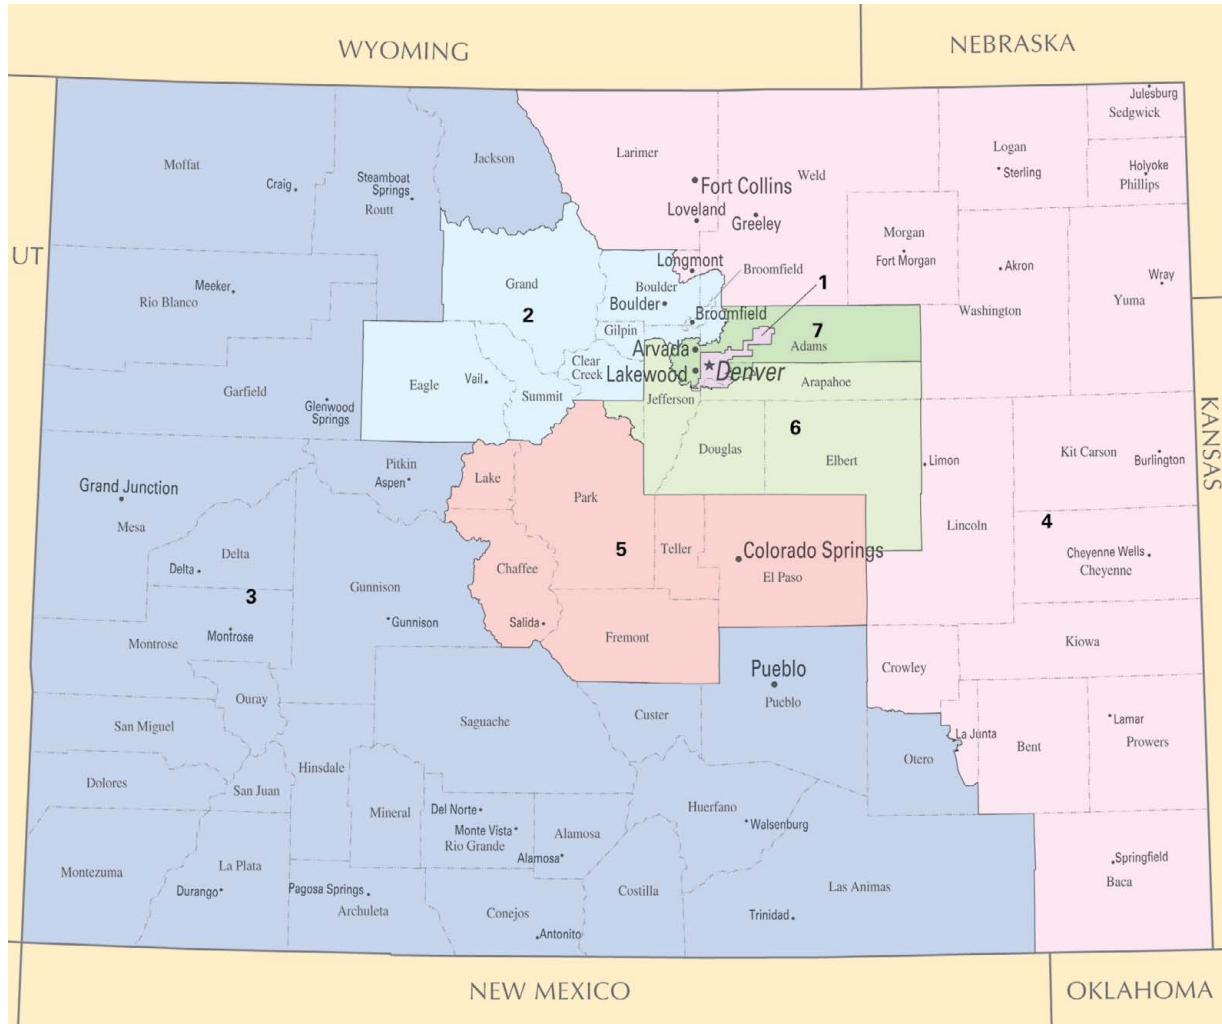 WYOMING
NEBRASKA
Julesburg
Sedgwick
Moffat
Craig
Steamboat
Springs
Routt
Jackson
Larimer
Fort Collins
Loveland
Greeley
Weld
Logan
Sterling
Holyoke
Phillips
UT
Meeker
Rio Blanco
Grand
2
Longmont
Boulder
Boulder
Broomfield
Broomfield
Gilpin
1
Morgan
Fort Morgan
Akron
Washington
Wray
Yuma
Garfield
Glenwood
Springs
Eagle
Vail
Summit
Clear
Creek
Arvada
Lakewood
Denver
Jefferson
7
Adams
Arapahoe
6
Douglas
Elbert
Limon
Kit Carson
Burlington
KANSAS
Grand Junction
Mesa
Pitkin
Aspen
Lake
Park
Delta
Delta
3
Gunnison
Gunnison
Chaffee
Salida
5
Teller
Colorado Springs
El Paso
Fremont
Lincoln
4
Cheyenne Wells
Cheyenne
Kiowa
Montrose
Montrose
Ouray
San Miguel
Saguache
Custer
Pueblo
Pueblo
Crowley
La Junta
Otero
Bent
Lamar
Prowers
Dolores
San Juan
Hinsdale
Mineral
Del Norte
Monte Vista
Rio Grande
Alamosa
Alamosa
Huerfano
Walsenburg
Montezuma
La Plata
Durango
Pagosa Springs
Archuleta
Conejos
Antonito
Costilla
Las Animas
Trinidad
Springfield
Baca
NEW MEXICO
OKLAHOMA